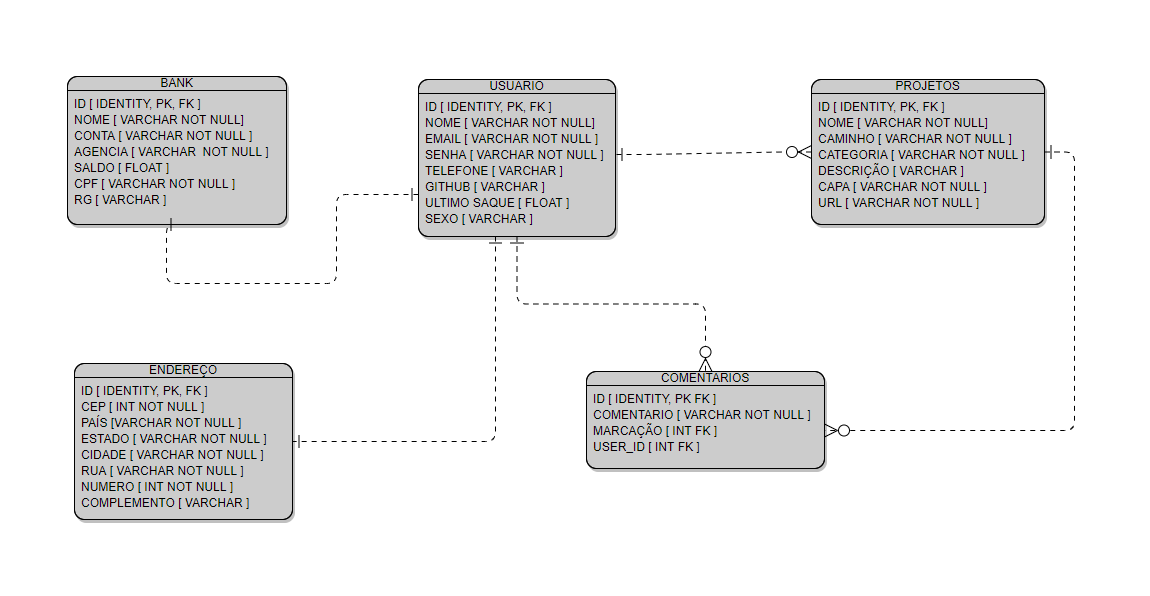 BANK
ID [ IDENTITY, PK, FK ]
NOME [ VARCHAR NOT NULL]
CONTA [ VARCHAR NOT NULL ]
AGENCIA [ VARCHAR  NOT NULL ]
SALDO [ FLOAT ]
CPF [ VARCHAR NOT NULL ]
RG [ VARCHAR ]
USUARIO
ID [ IDENTITY, PK, FK ]
NOME [ VARCHAR NOT NULL]
EMAIL [ VARCHAR NOT NULL ]
SENHA [ VARCHAR NOT NULL ]
TELEFONE [ VARCHAR ]
GITHUB [ VARCHAR ]
ULTIMO SAQUE [ FLOAT ]
SEXO [ VARCHAR ]
PROJETOS
ID [ IDENTITY, PK, FK ]
NOME [ VARCHAR NOT NULL]
CAMINHO [ VARCHAR NOT NULL ]
CATEGORIA [ VARCHAR NOT NULL ]
DESCRIÇÃO [ VARCHAR ]
CAPA [ VARCHAR NOT NULL ]
URL [ VARCHAR NOT NULL ]
ENDEREÇO
ID [ IDENTITY, PK, FK ]
CEP [ INT NOT NULL ]
PAÍS [VARCHAR NOT NULL ]
ESTADO [ VARCHAR NOT NULL ]
CIDADE [ VARCHAR NOT NULL ]
RUA [ VARCHAR NOT NULL ]
NUMERO [ INT NOT NULL ]
COMPLEMENTO [ VARCHAR ]
COMENTARIOS
ID [ IDENTITY, PK FK ]
COMENTARIO [ VARCHAR NOT NULL ]
MARCAÇÃO [ INT FK ]
USER_ID [ INT FK ]